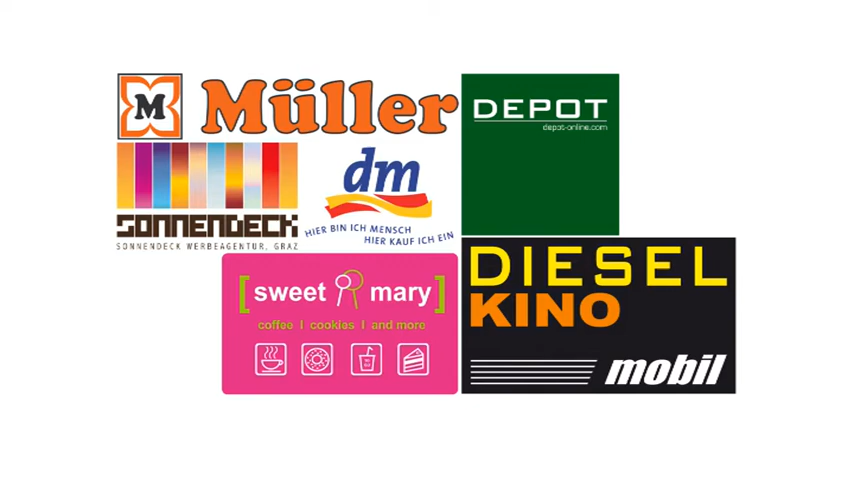 M Müller
DEPOT
depot-online.com
SONNENDECK
SONNENDECK WERBEAGENTUR, GRAZ
dm
HIER BIN ICH MENSCH
HIER KAUF ICH EIN
[sweet mary]
coffee I cookies I and more
DIESEL
KINO
mobil